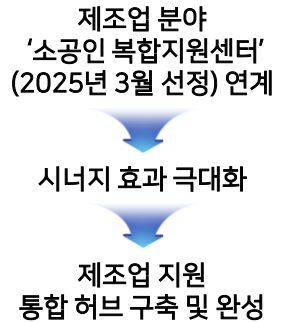 제조업 분야
‘소공인 복합지원센터’
(2025년 3월 선정) 연계
시너지 효과 극대화
제조업 지원
통합 허브 구축 및 완성